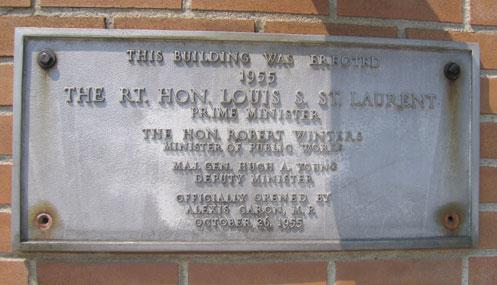 THIS BUILDING WAS ERECTED
1955
THE RT. HON. LOUIS S. ST. LAURENT
PRIME MINISTER
THE HON. ROBERT WINTERS
MINISTER OF PUBLIC WORKS
MAJ. GEN. HUGH A. YOUNG
DEPUTY MINISTER
OFFICIALLY OPENED BY
ALEXIS CARON, M.P.
OCTOBER 26, 1955